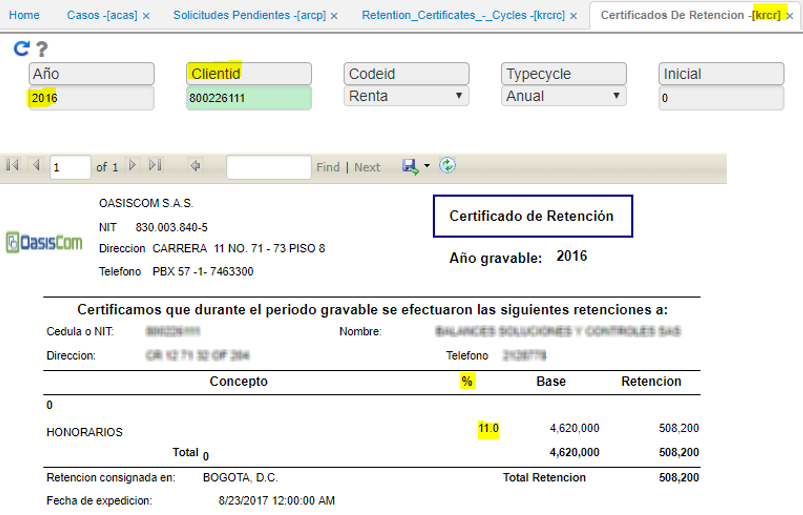 Home Casos -[acas] × Solicitudes Pendientes -[arcp] × Retention_Certificates_-_Cycles -[krcrc] × Certificados De Retencion -[krcr] ×
Año Clientid Codeid Typecycle Inicial
2016 800226111 Renta Anual 0
1 of 1 Find | Next
OASISCOM S.A.S.
NIT 830.003.840-5
Certificado de Retención
OasisCom
Direccion CARRERA 11 NO. 71 - 73 PISO 8
Año gravable: 2016
Telefono PBX 57 -1- 7463300
Certificamos que durante el periodo gravable se efectuaron las siguientes retenciones a:
Cedula o NIT: 800226111 Nombre: BALANCES SOLUCIONES Y CONTROLES SAS
Direccion: Telefono
Concepto % Base Retencion
0
HONORARIOS 11.0 4,620,000 508,200
Total 0 4,620,000 508,200
Retencion consignada en: BOGOTA, D.C. Total Retencion 508,200
Fecha de expedicion: 8/23/2017 12:00:00 AM